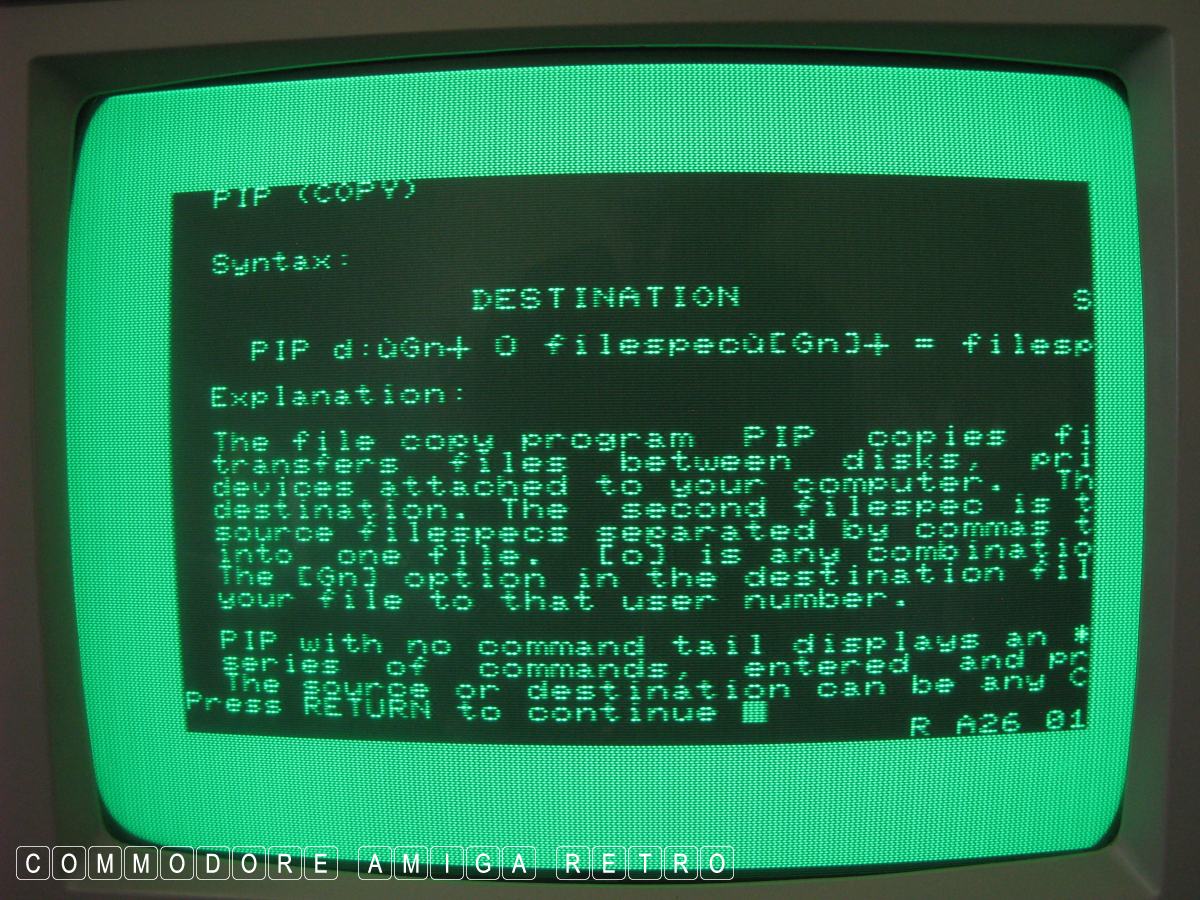 PIP (COPY)
Syntax:
DESTINATION S
PIP d:ùGn+ O filespecù[Gn]+ = filesp
Explanation:
The file copy program PIP copies fi
transfers files between disks, pri
devices attached to your computer. Th
destination. The second filespec is t
source filespecs separated by commas t
into one file. [o] is any combinatio
The [Gn] option in the destination fil
your file to that user number.
PIP with no command tail displays an *
series of commands, entered and pr
The source or destination can be any C
Press RETURN to continue
R A26 01
COMMODORE AMIGA RETRO